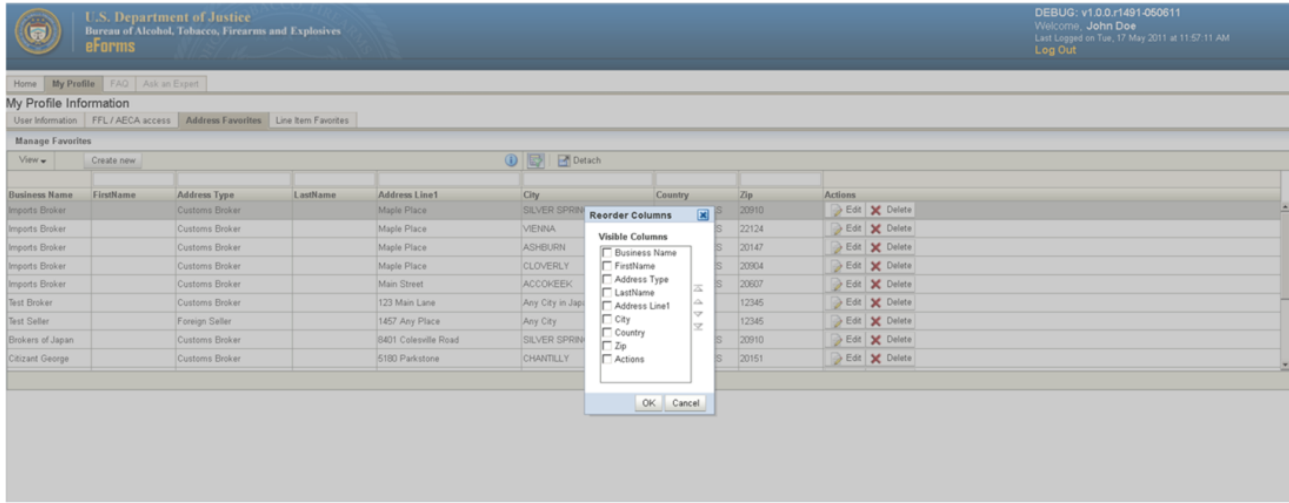 U.S. Department of Justice
Bureau of Alcohol, Tobacco, Firearms and Explosives
eForms
DEBUG: v1.0.0.r1491-050611
Welcome, John Doe
Last Logged on Tue, 17 May 2011 at 11:57:11 AM
Log Out
Home My Profile FAQ Ask an Expert
My Profile Information
User Information FFL / AECA access Address Favorites Line Item Favorites
Manage Favorites
View Create new Detach
Business Name FirstName Address Type LastName Address Line1 City Country Zip Actions
Imports Broker Customs Broker Maple Place SILVER SPRIN S 20910 Edit Delete
Imports Broker Customs Broker Maple Place VIENNA S 22124 Edit Delete
Imports Broker Customs Broker Maple Place ASHBURN S 20147 Edit Delete
Imports Broker Customs Broker Maple Place CLOVERLY S 20904 Edit Delete
Imports Broker Customs Broker Main Street ACCOKEEK S 20607 Edit Delete
Test Broker Customs Broker 123 Main Lane Any City in Jap 12345 Edit Delete
Test Seller Foreign Seller 1457 Any Place Any City 12345 Edit Delete
Brokers of Japan Customs Broker 8401 Colesville Road SILVER SPRIN S 20910 Edit Delete
Citizant George Customs Broker 5180 Parkstone CHANTILLY S 20151 Edit Delete
Reorder Columns
Visible Columns
Business Name
FirstName
Address Type
LastName
Address Line1
City
Country
Zip
Actions
OK Cancel